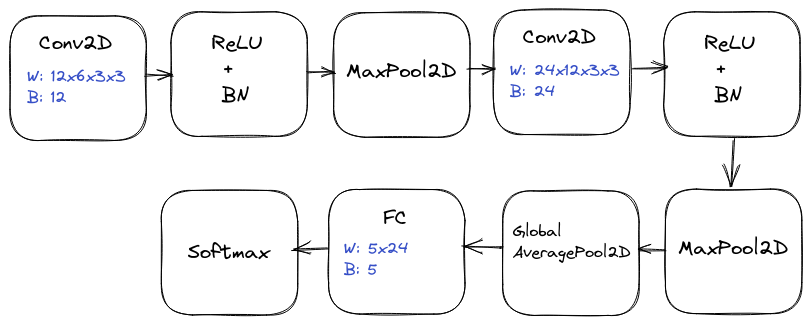 Conv2D
W: 12x6x3x3
B: 12
ReLU
+
BN
MaxPool2D
Conv2D
W: 24x12x3x3
B: 24
ReLU
+
BN
MaxPool2D
Global
AveragePool2D
FC
W: 5x24
B: 5
Softmax